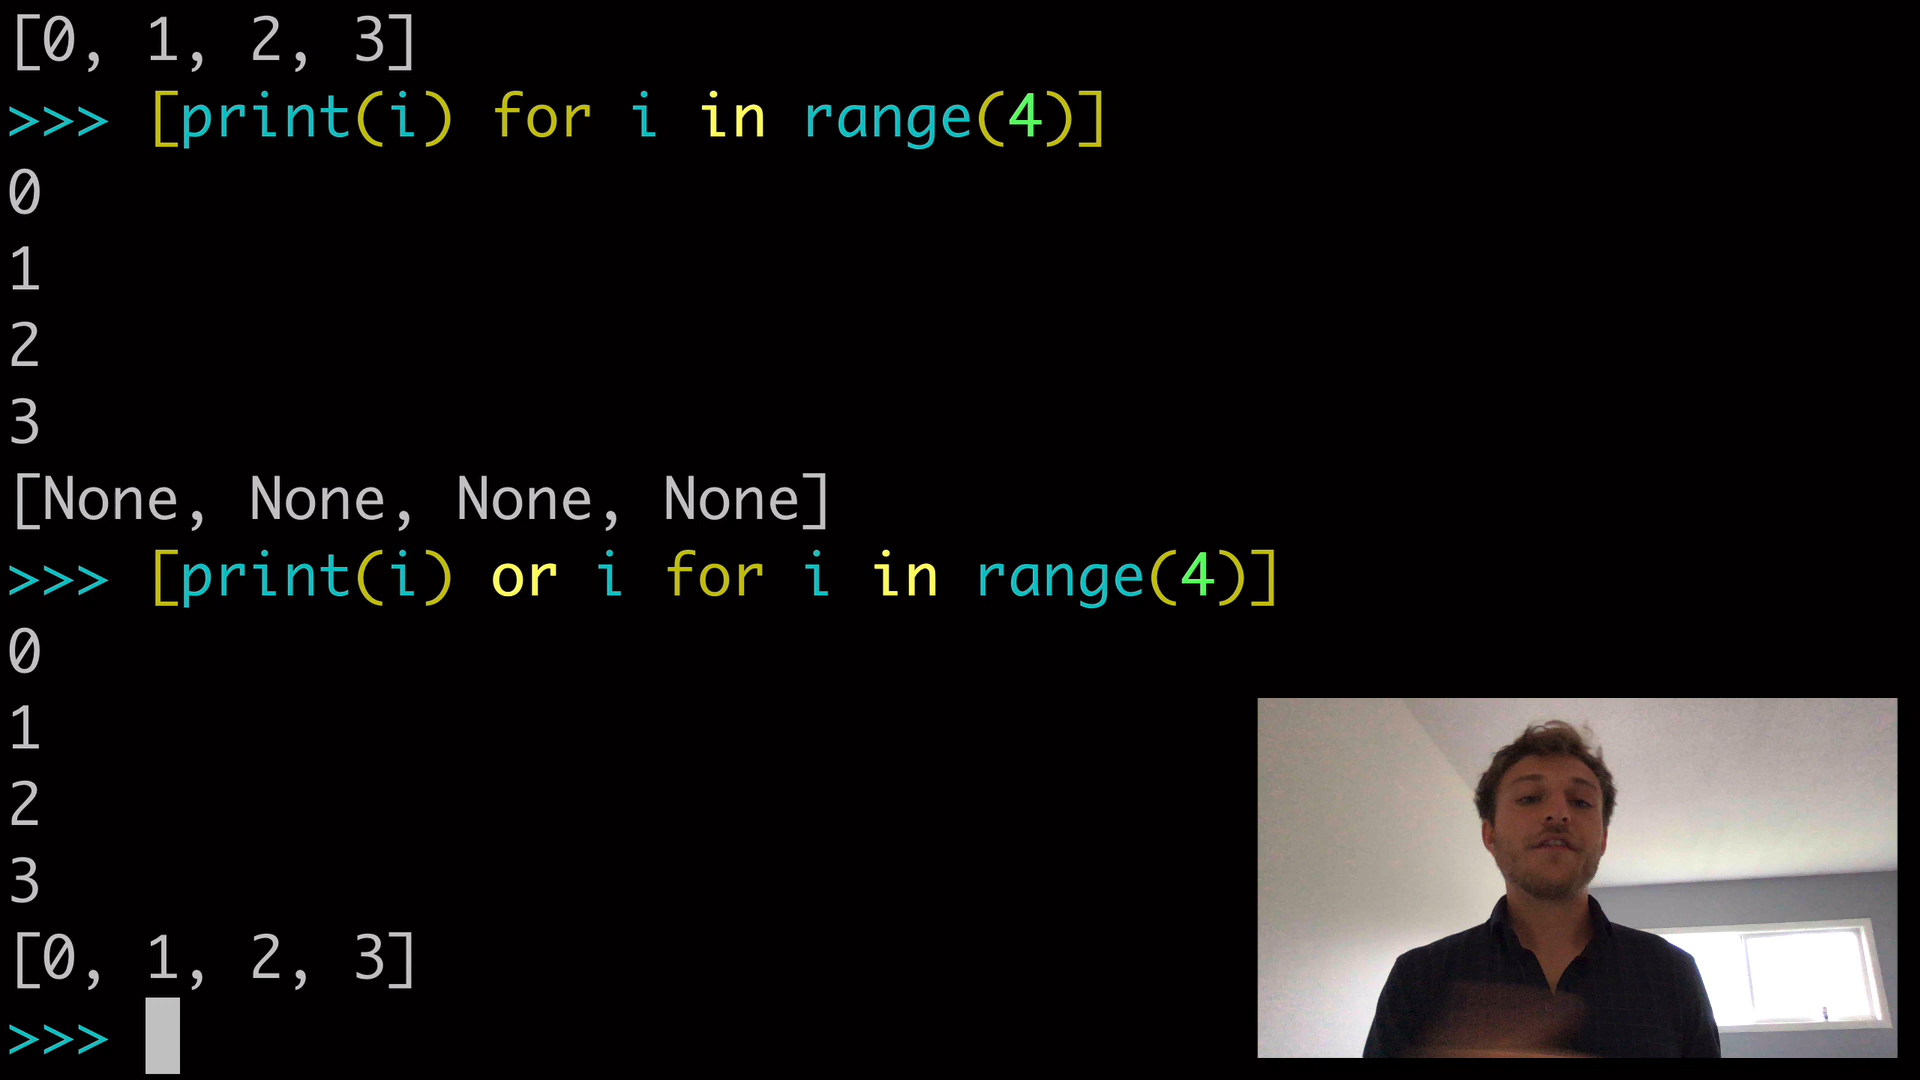 [0, 1, 2, 3]
>>> [print(i) for i in range(4)]
0
1
2
3
[None, None, None, None]
>>> [print(i) or i for i in range(4)]
0
1
2
3
[0, 1, 2, 3]
>>>